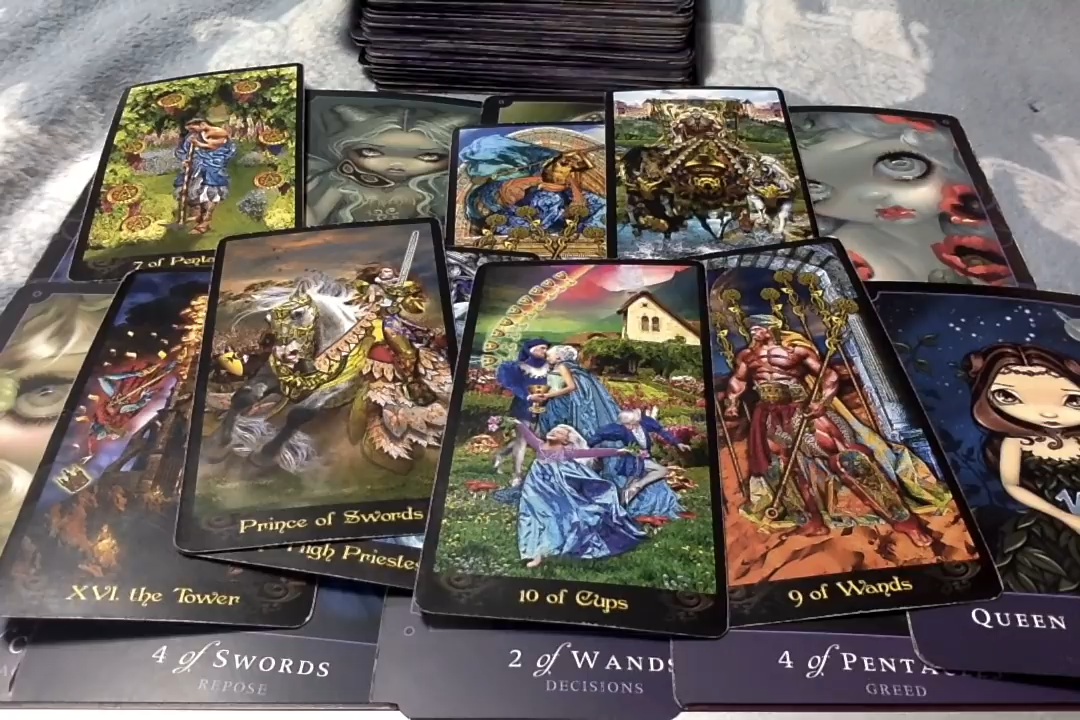 7 of Penta
Prince of Swords
High Priestes
XVI. the Tower
10 of Cups
9 of Wands
QUEEN
4 of SWORDS
REPOSE
2 of WANDS
DECISIONS
4 of PENTA
GREED